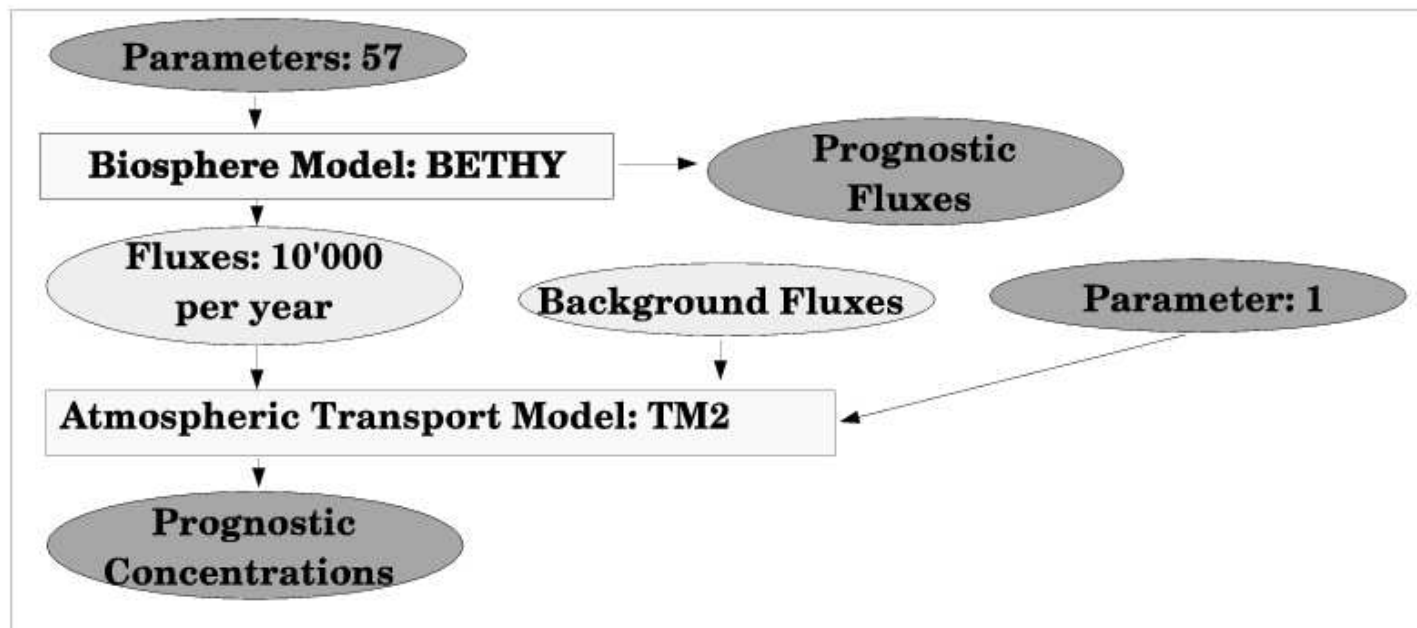 Parameters: 57
Biosphere Model: BETHY
Prognostic
Fluxes
Fluxes: 10'000
per year
Background Fluxes
Parameter: 1
Atmospheric Transport Model: TM2
Prognostic
Concentrations